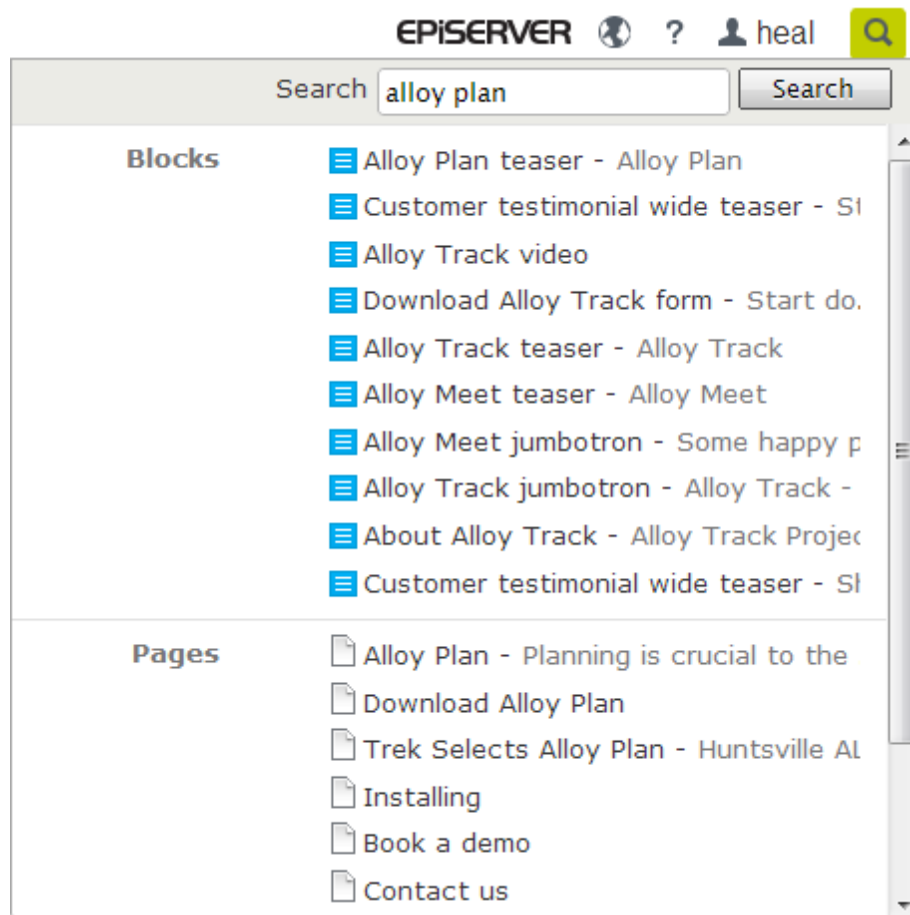 EPiSERVER ? heal
Search alloy plan Search
Blocks Alloy Plan teaser - Alloy Plan
Customer testimonial wide teaser -
Alloy Track video
Download Alloy Track form - Start do.
Alloy Track teaser - Alloy Track
Alloy Meet teaser - Alloy Meet
Alloy Meet jumbotron - Some happy p
Alloy Track jumbotron - Alloy Track -
About Alloy Track - Alloy Track Projec
Customer testimonial wide teaser -
Pages Alloy Plan - Planning is crucial to the
Download Alloy Plan
Trek Selects Alloy Plan - Huntsville AL
Installing
Book a demo
Contact us